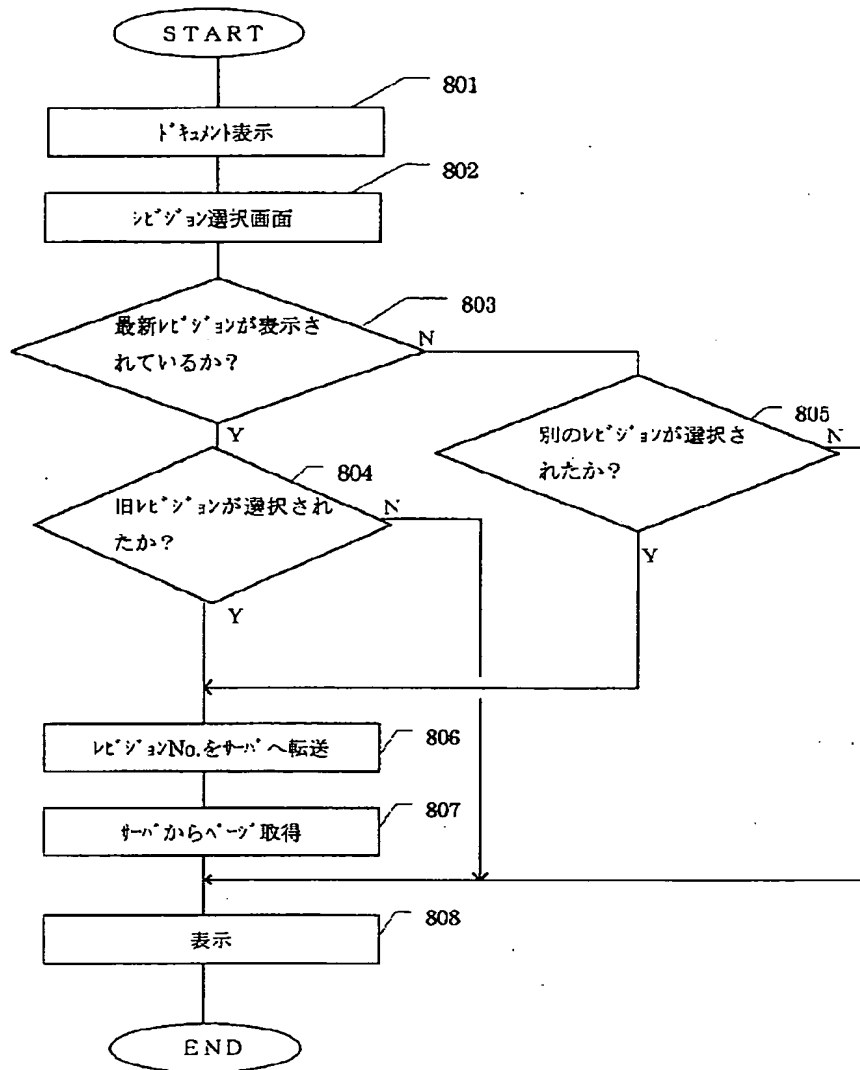 START
801
ﾄﾞｷｭﾒﾝﾄ表示
802
ﾚﾋﾞｼﾞｮﾝ選択画面
803
最新ﾚﾋﾞｼﾞｮﾝが表示さ
れているか?
N
Y
805
別のﾚﾋﾞｼﾞｮﾝが選択さ
れたか?
N
Y
804
旧ﾚﾋﾞｼﾞｮﾝが選択され
たか?
N
Y
806
ﾚﾋﾞｼﾞｮﾝNo.をｻｰﾊﾞへ転送
807
ｻｰﾊﾞからﾍﾟｰｼﾞ取得
808
表示
END